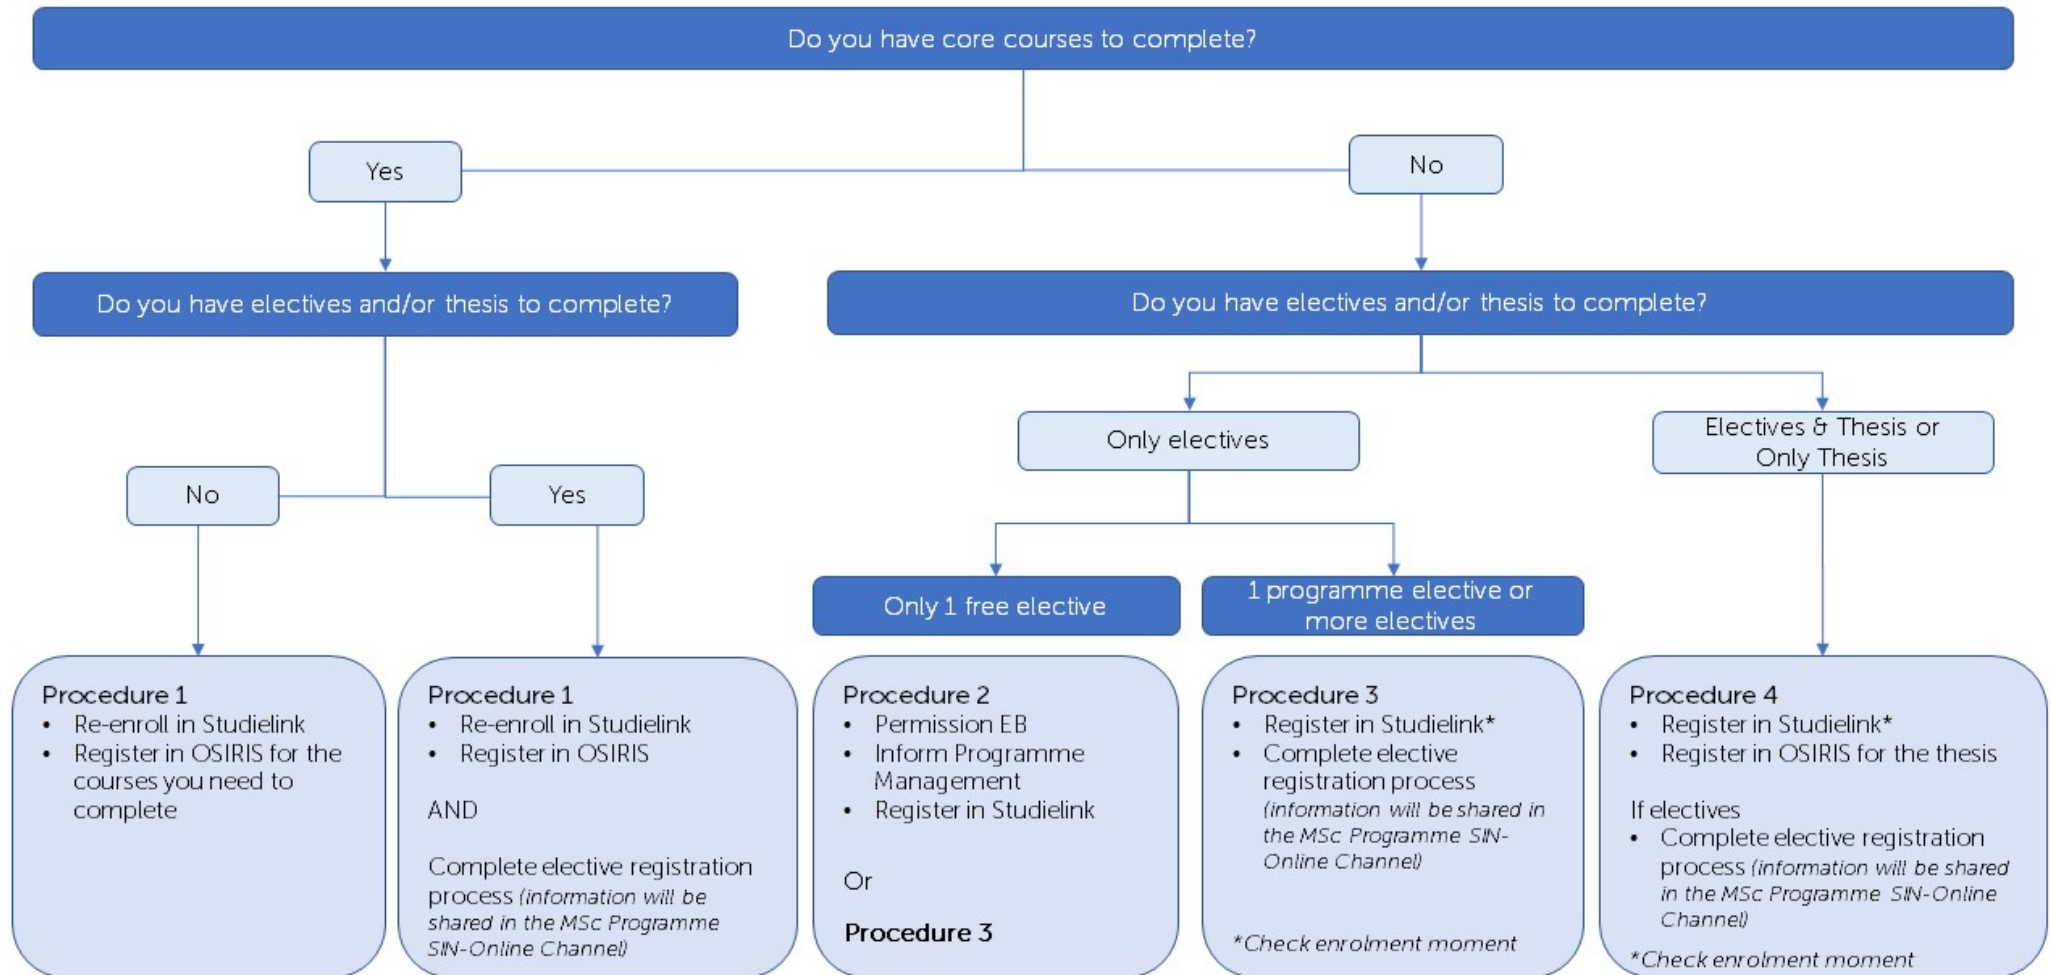 Do you have core courses to complete?
Yes
No
Do you have electives and/or thesis to complete?
Do you have electives and/or thesis to complete?
Only electives
Electives & Thesis or
Only Thesis
No
Yes
Only 1 free elective
1 programme elective or
more electives
Procedure 1
• Re-enroll in Studielink
• Register in OSIRIS for the
courses you need to
complete
Procedure 1
• Re-enroll in Studielink
• Register in OSIRIS
AND
Complete elective registration
process (information will be
shared in the MSc Programme
SIN-Online Channel)
Procedure 2
• Permission EB
• Inform Programme
Management
• Register in Studielink
Or
Procedure 3
Procedure 3
• Register in Studielink*
• Complete elective
registration process
(information will be shared in
the MSc Programme SIN-
Online Channel)
*Check enrolment moment
Procedure 4
• Register in Studielink*
• Register in OSIRIS for the thesis
If electives
• Complete elective registration
process (information will be shared
in the MSc Programme SIN-Online
Channel)
*Check enrolment moment